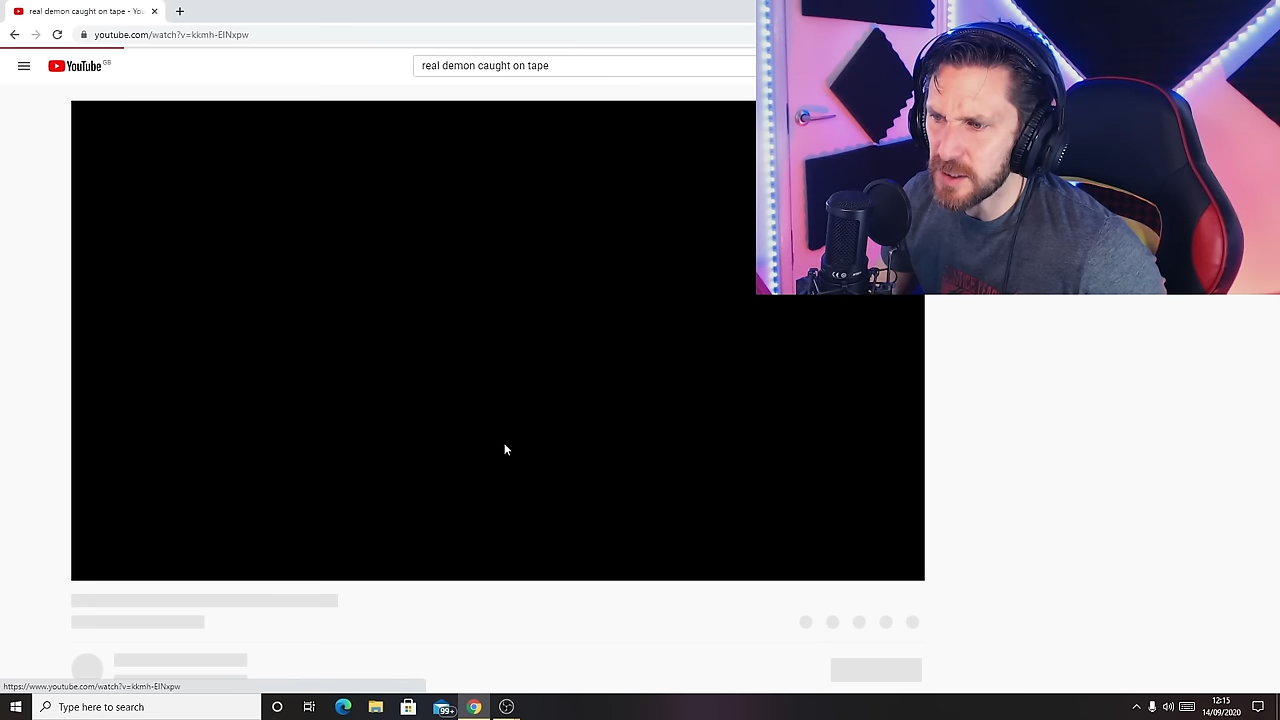 real demon caught on tape - You
youtube.com/watch?v=kkmh-ElNxpw
YouTube GB
real demon caught on tape
https://www.youtube.com/watch?v=kkmh-ElNxpw
Type here to search
99+
12:15
14/09/2020